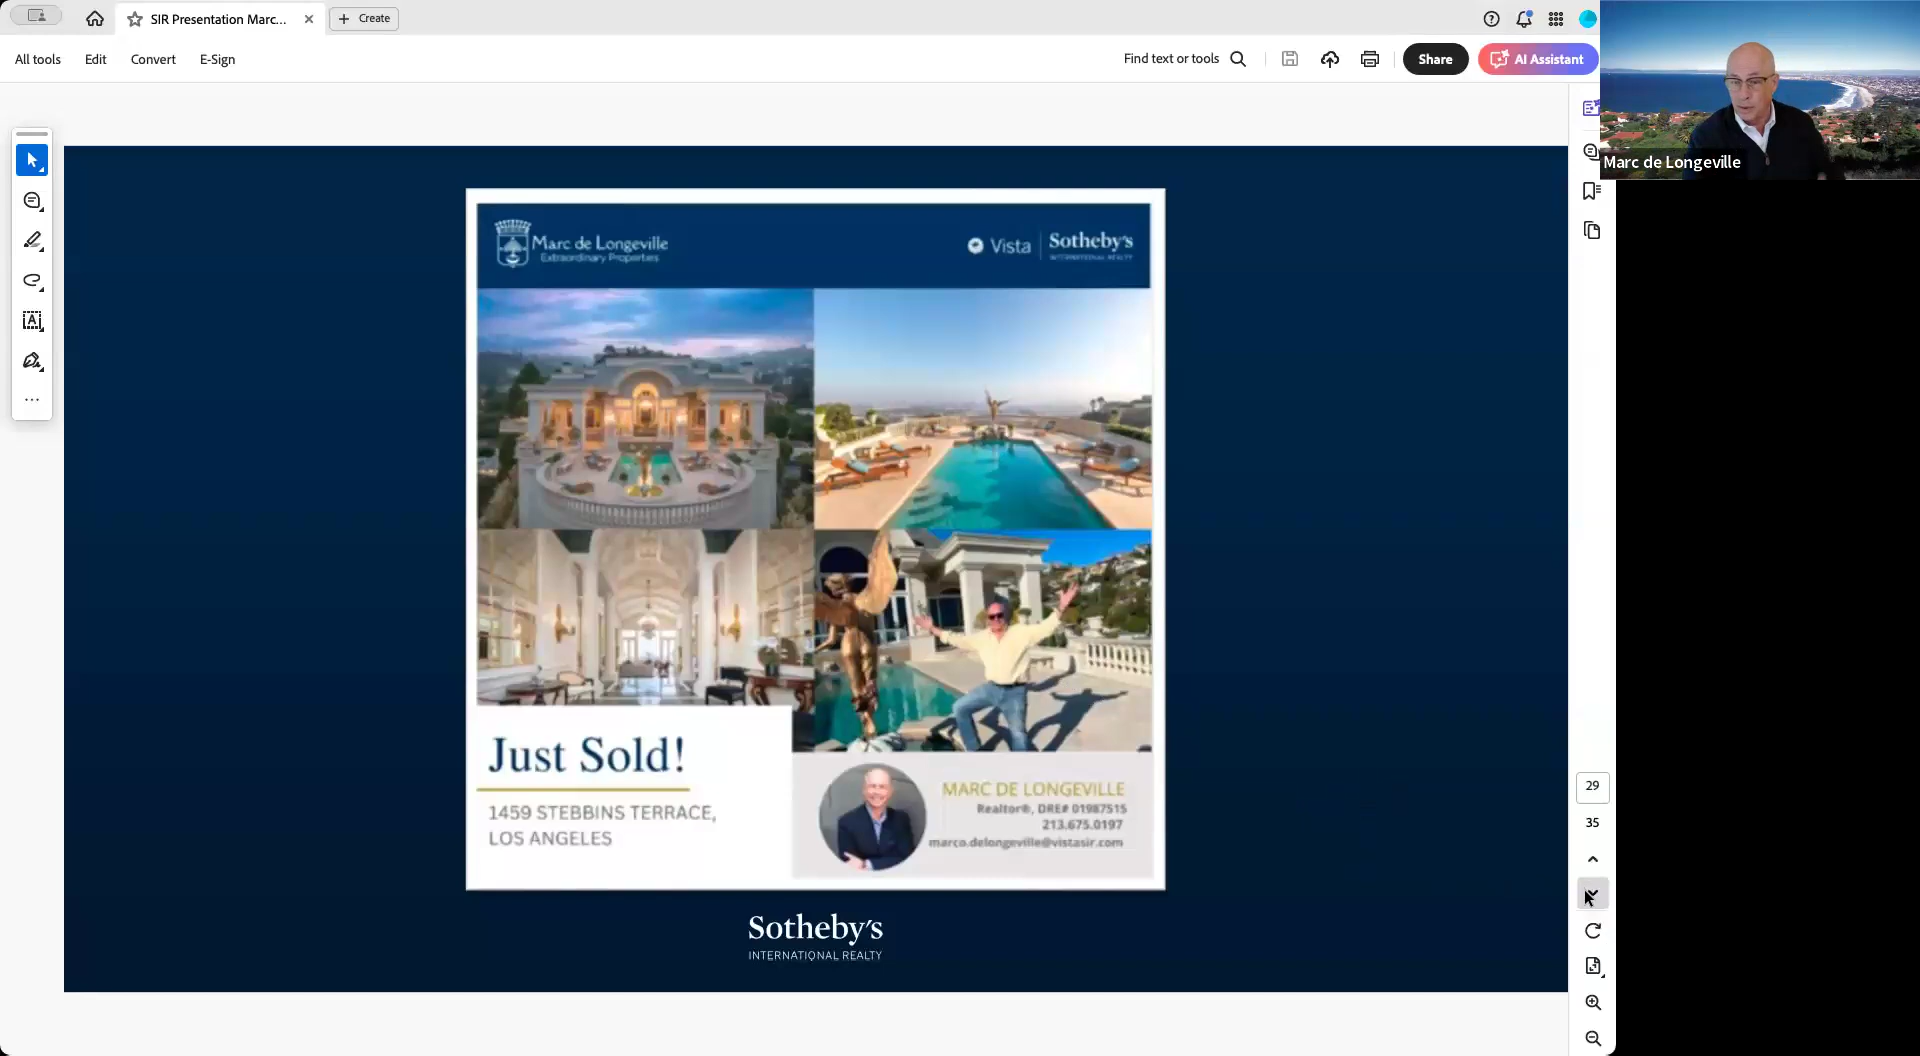 SIR Presentation Marc...
Create
All tools
Edit
Convert
E-Sign
Find text or tools
Share
AI Assistant
Marc de Longeville
Marc de Longeville
Extraordinary Properties
Vista
Sotheby's
INTERNATIONAL REALTY
Just Sold!
1459 STEBBINS TERRACE,
LOS ANGELES
MARC DE LONGEVILLE
Realtor®, DRE# 01987515
213.675.0197
marco.delongeville@vistasir.com
Sotheby's
INTERNATIONAL REALTY
29
35